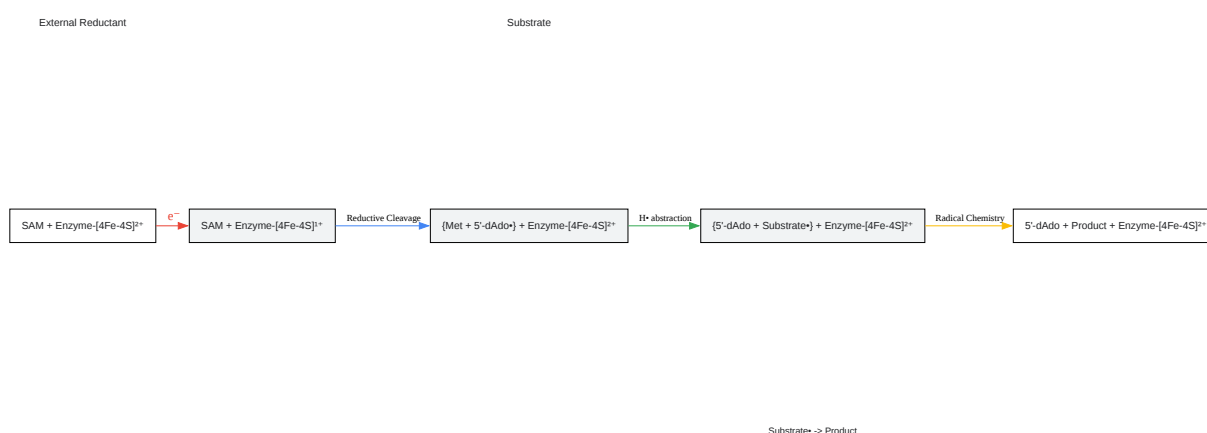 External Reductant
Substrate
SAM + Enzyme-[4Fe-4S]²⁺
e⁻
SAM + Enzyme-[4Fe-4S]¹⁺
Reductive Cleavage
{Met + 5'-dAdo•} + Enzyme-[4Fe-4S]²⁺
H• abstraction
{5'-dAdo + Substrate•} + Enzyme-[4Fe-4S]²⁺
Radical Chemistry
5'-dAdo + Product + Enzyme-[4Fe-4S]²⁺
Substrate• -> Product